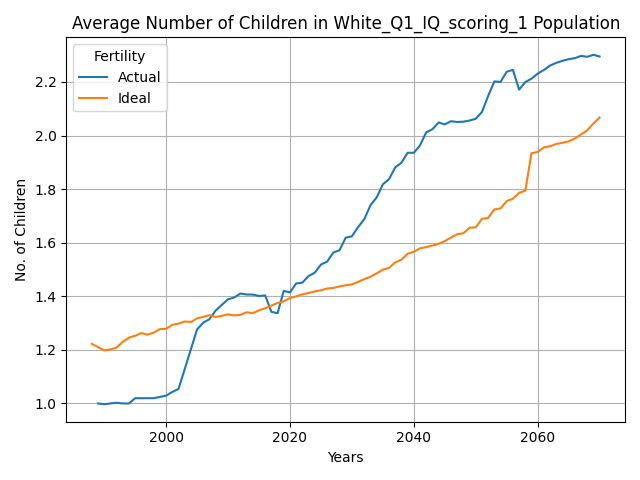 Average Number of Children in White_Q1_IQ_scoring_1 Population
Fertility
Actual
Ideal
No. of Children
2.2
2.0
1.8
1.6
1.4
1.2
1.0
2000
2020
2040
2060
Years